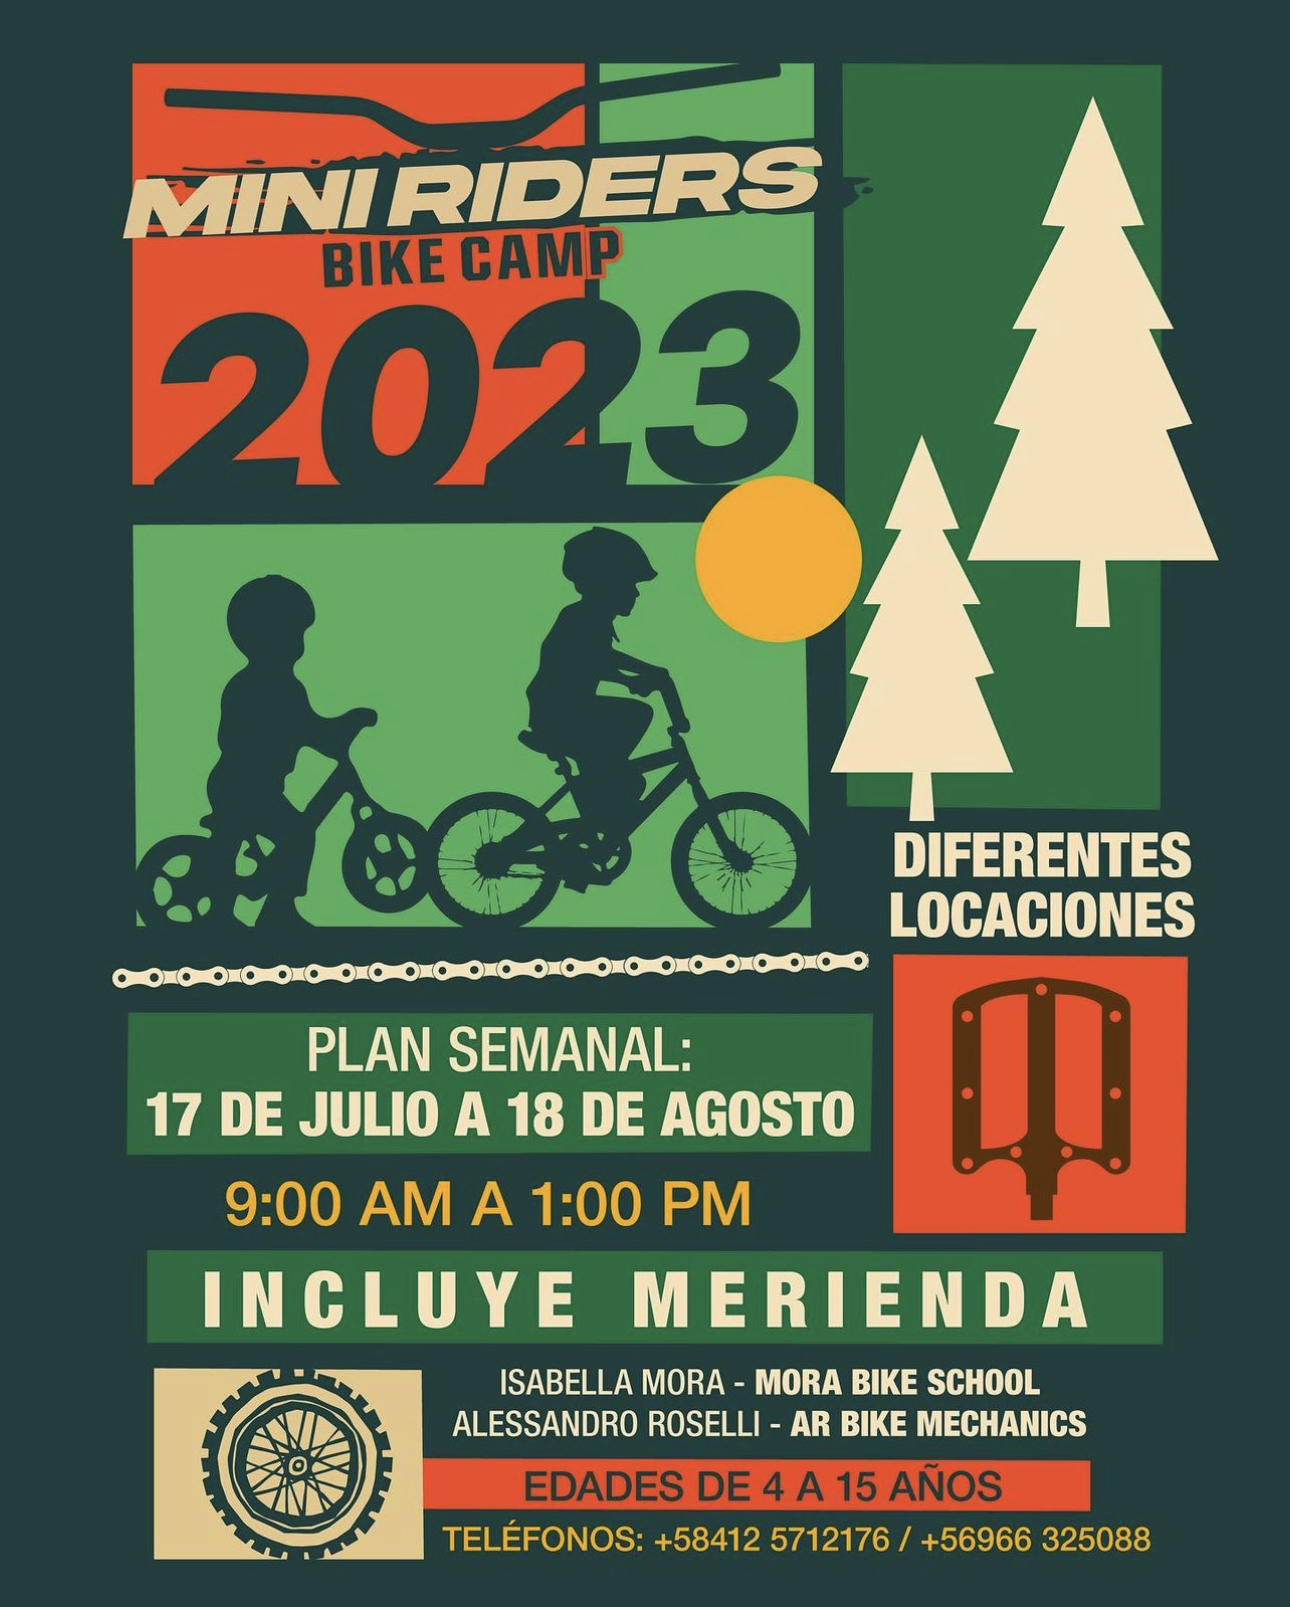 MINI RIDERS
BIKE CAMP
2023
DIFERENTES
LOCACIONES
PLAN SEMANAL:
17 DE JULIO A 18 DE AGOSTO
9:00 AM A 1:00 PM
INCLUYE MERIENDA
ISABELLA MORA - MORA BIKE SCHOOL
ALESSANDRO ROSELLI - AR BIKE MECHANICS
EDADES DE 4 A 15 AÑOS
TELÉFONOS: +58412 5712176 / +56966 325088